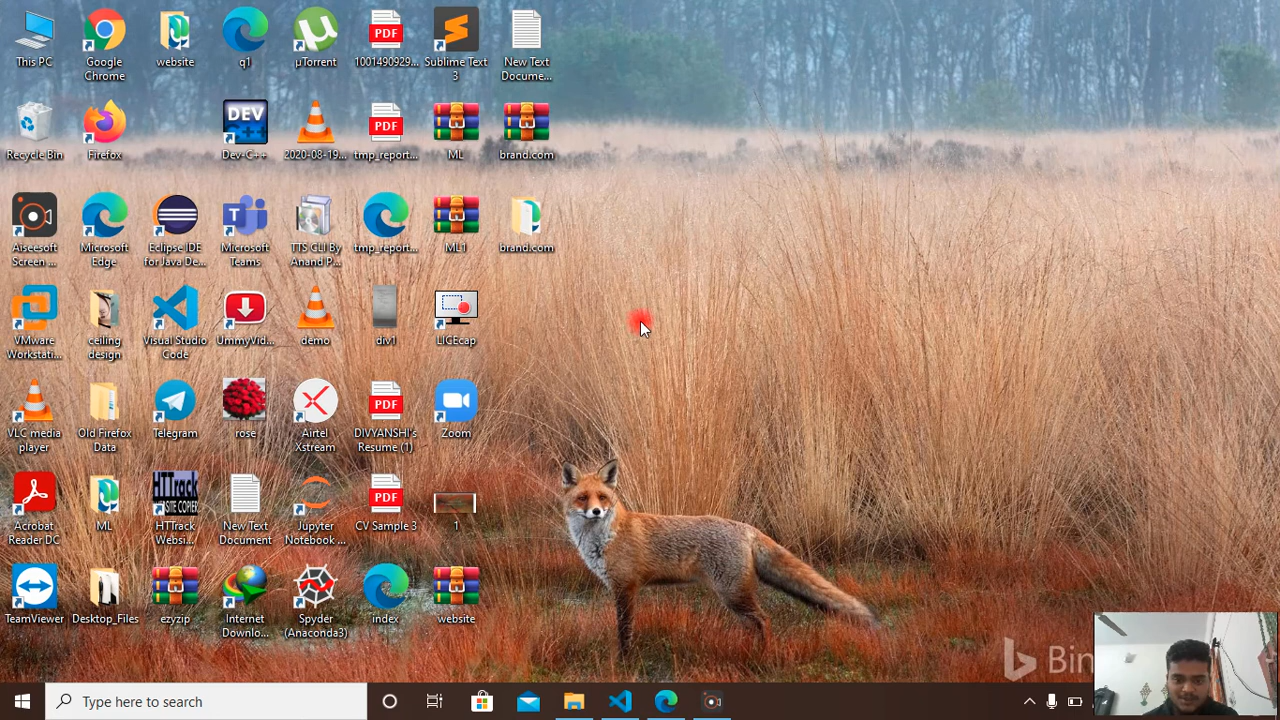 This PC
Google
Chrome
website
q1
µTorrent
PDF
1001490929...
Sublime Text
3
New Text
Docume...
Recycle Bin
Firefox
DEV
C++
Dev-C++
2020-08-19...
PDF
tmp_report...
ML
brand.com
Aiseesoft
Screen ...
Microsoft
Edge
Eclipse IDE
for Java De...
Microsoft
Teams
TTS CLI By
Anand P...
tmp_report...
ML1
brand.com
VMware
Workstati...
ceiling
design
Visual Studio
Code
UmmyVid...
demo
div1
LICEcap
VLC media
player
Old Firefox
Data
Telegram
rose
Airtel
Xstream
PDF
DIVYANSHI's
Resume (1)
Zoom
Acrobat
Reader DC
ML
HTTrack
WEBSITE COPIER
HTTrack
Websi...
New Text
Document
Jupyter
Notebook ...
PDF
CV Sample 3
1
TeamViewer
Desktop_Files
ezyzip
Internet
Downlo...
Spyder
(Anaconda3)
index
website
Bin
Type here to search